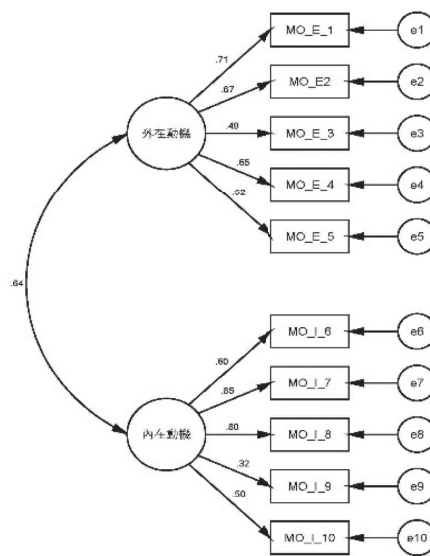 MO_E_1
e1
.71
MO_E2
e2
.67
外在動機
.49
MO_E_3
e3
.65
MO_E_4
e4
MO_E_5
e5
.64
MO_I_6
e6
.60
MO_I_7
e7
.85
內在動機
.80
MO_I_8
e8
.32
MO_I_9
e9
.50
MO_I_10
e10